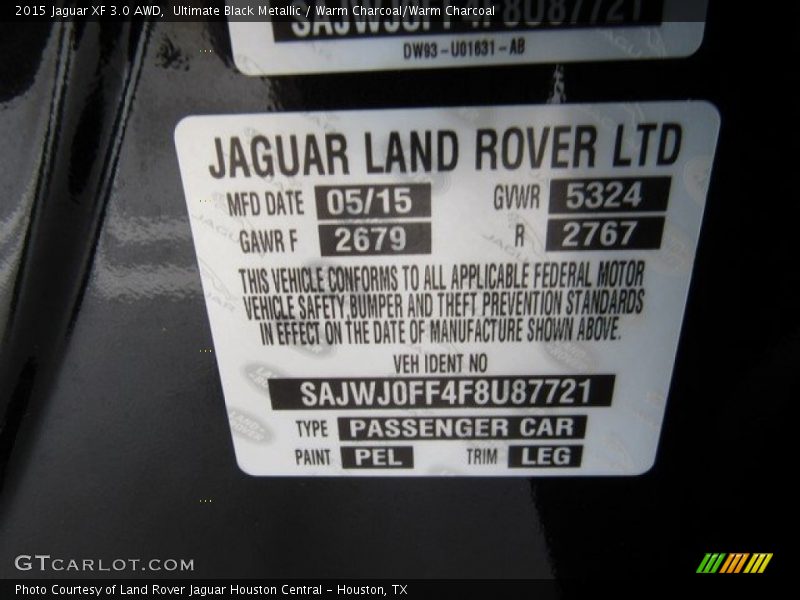 2015 Jaguar XF 3.0 AWD, Ultimate Black Metallic / Warm Charcoal/Warm Charcoal
DW93-U01631-AB
JAGUAR LAND ROVER LTD
MFD DATE 05/15 GVWR 5324
GAWR F 2679 R 2767
THIS VEHICLE CONFORMS TO ALL APPLICABLE FEDERAL MOTOR
VEHICLE SAFETY,BUMPER AND THEFT PREVENTION STANDARDS
IN EFFECT ON THE DATE OF MANUFACTURE SHOWN ABOVE.
VEH IDENT NO
SAJWJ0FF4F8U87721
TYPE PASSENGER CAR
PAINT PEL TRIM LEG
GTCARLOT.COM
Photo Courtesy of Land Rover Jaguar Houston Central - Houston, TX